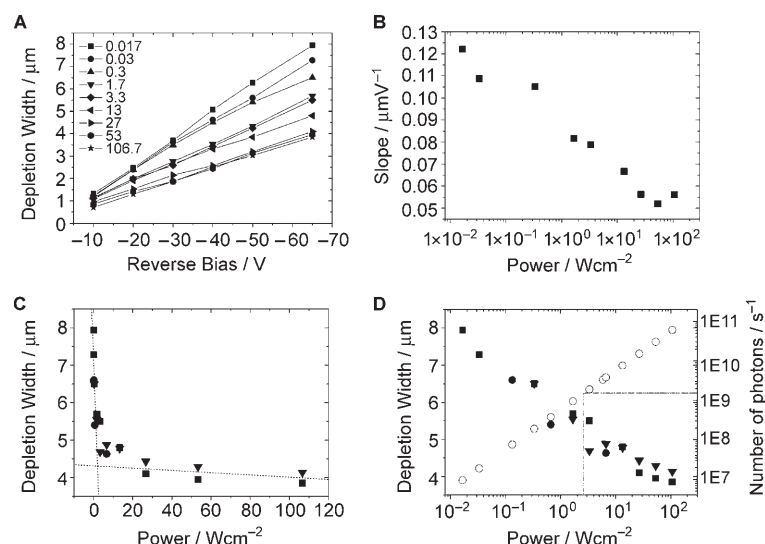 A
Depletion Width / μm
8
7
6
5
4
3
2
1
0
0.017
0.03
0.3
1.7
3.3
13
27
53
106.7
−10 −20 −30 −40 −50 −60 −70
Reverse Bias / V
B
Slope / μmV⁻¹
0.13
0.12
0.11
0.10
0.09
0.08
0.07
0.06
0.05
1×10⁻² 1×10⁻¹ 1×10⁰ 1×10¹ 1×10²
Power / Wcm⁻²
C
Depletion Width / μm
8
7
6
5
4
0 20 40 60 80 100 120
Power / Wcm⁻²
D
Depletion Width / μm
8
7
6
5
4
10⁻² 10⁻¹ 10⁰ 10¹ 10²
Power / Wcm⁻²
1E11
1E10
1E9
1E8
1E7
Number of photons / s⁻¹